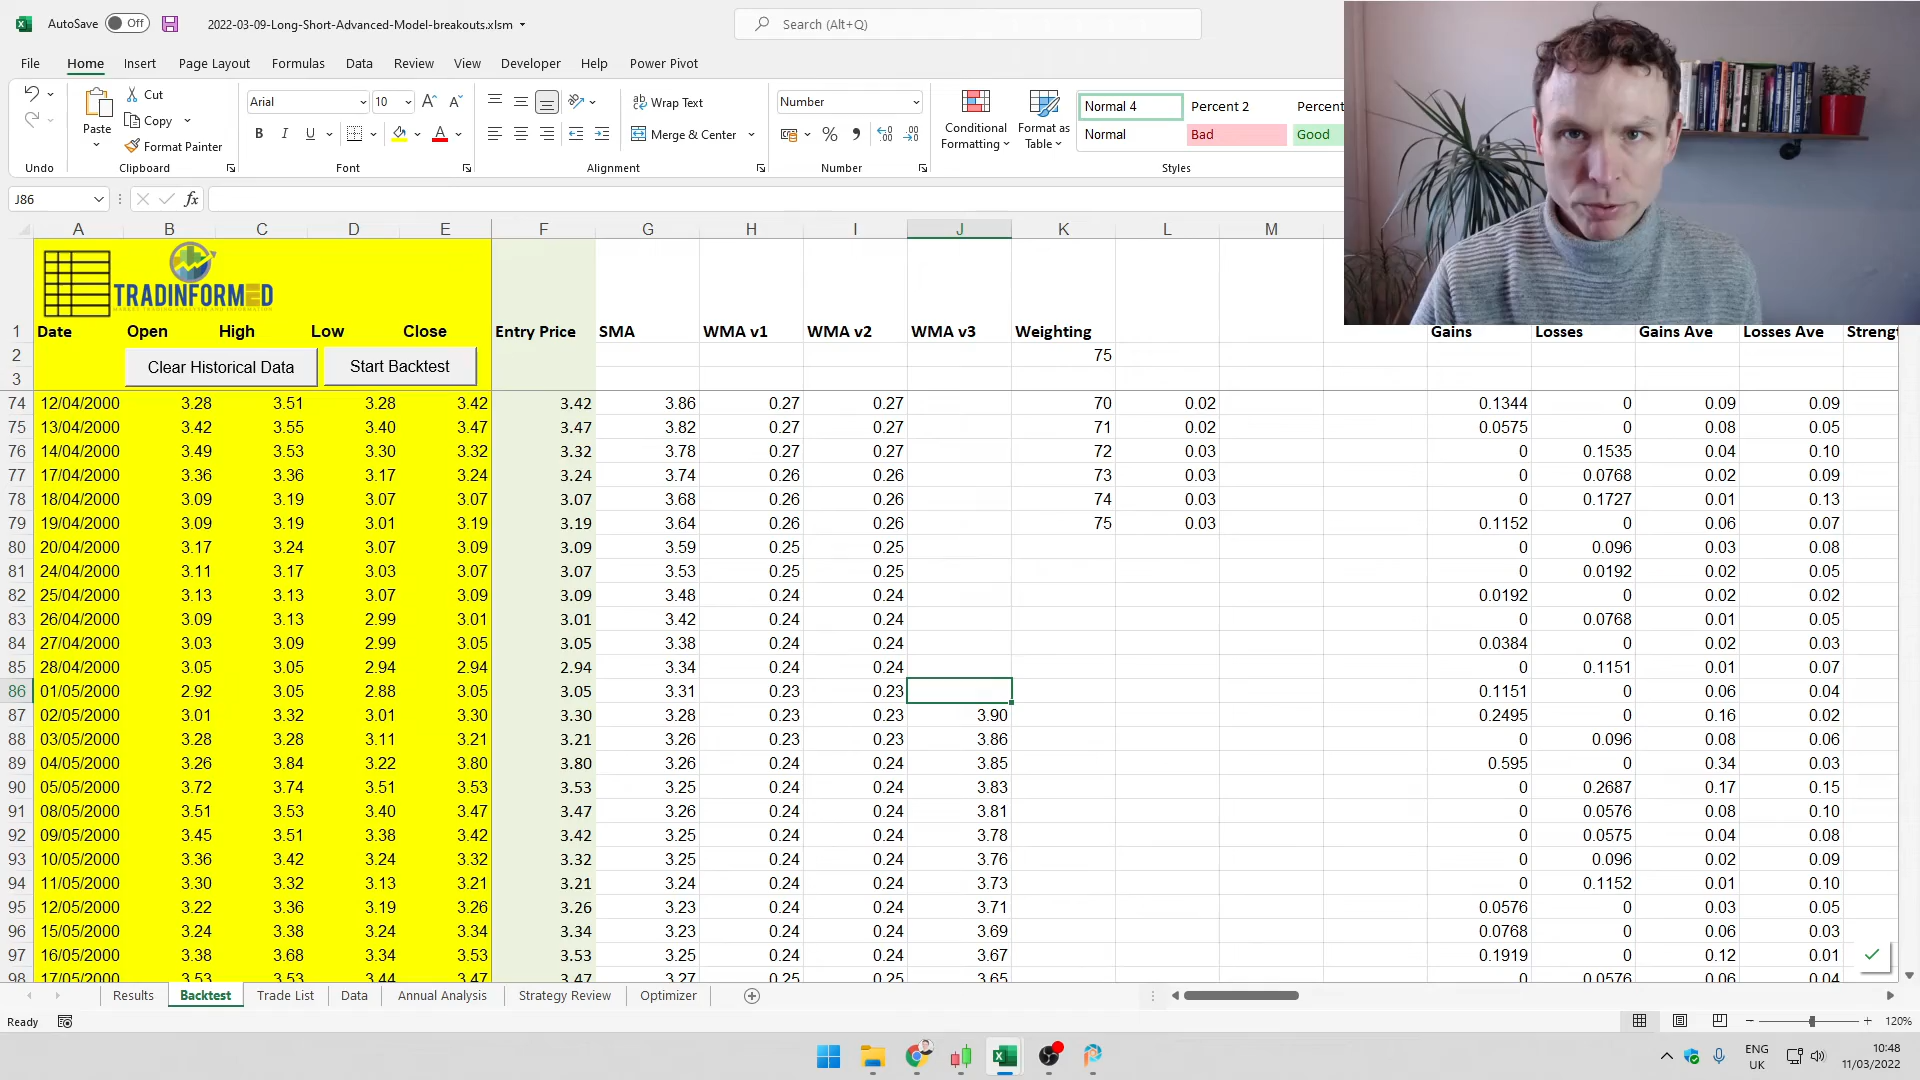 AutoSave Off 2022-03-09-Long-Short-Advanced-Model-breakouts.xlsm Search (Alt+Q)
File Home Insert Page Layout Formulas Data Review View Developer Help Power Pivot
Cut Arial 10 Wrap Text Number Normal 4 Percent 2 Percent
Paste Copy B I U Merge & Center % Conditional Formatting Format as Table Normal Bad Good
Format Painter
Undo Clipboard Font Alignment Number Styles
J86 fx
A B C D E F G H I J K L M
TRADINFORMED
1 Date Open High Low Close Entry Price SMA WMA v1 WMA v2 WMA v3 Weighting Gains Losses Gains Ave Losses Ave Streng
2 Clear Historical Data Start Backtest 75
3
74 12/04/2000 3.28 3.51 3.28 3.42 3.42 3.86 0.27 0.27 70 0.02 0.1344 0 0.09 0.09
75 13/04/2000 3.42 3.55 3.40 3.47 3.47 3.82 0.27 0.27 71 0.02 0.0575 0 0.08 0.05
76 14/04/2000 3.49 3.53 3.30 3.32 3.32 3.78 0.27 0.27 72 0.03 0 0.1535 0.04 0.10
77 17/04/2000 3.36 3.36 3.17 3.24 3.24 3.74 0.26 0.26 73 0.03 0 0.0768 0.02 0.09
78 18/04/2000 3.09 3.19 3.07 3.07 3.07 3.68 0.26 0.26 74 0.03 0 0.1727 0.01 0.13
79 19/04/2000 3.09 3.19 3.01 3.19 3.19 3.64 0.26 0.26 75 0.03 0.1152 0 0.06 0.07
80 20/04/2000 3.17 3.24 3.07 3.09 3.09 3.59 0.25 0.25 0 0.096 0.03 0.08
81 24/04/2000 3.11 3.17 3.03 3.07 3.07 3.53 0.25 0.25 0 0.0192 0.02 0.05
82 25/04/2000 3.13 3.13 3.07 3.09 3.09 3.48 0.24 0.24 0.0192 0 0.02 0.02
83 26/04/2000 3.09 3.13 2.99 3.01 3.01 3.42 0.24 0.24 0 0.0768 0.01 0.05
84 27/04/2000 3.03 3.09 2.99 3.05 3.05 3.38 0.24 0.24 0.0384 0 0.02 0.03
85 28/04/2000 3.05 3.05 2.94 2.94 2.94 3.34 0.24 0.24 0 0.1151 0.01 0.07
86 01/05/2000 2.92 3.05 2.88 3.05 3.05 3.31 0.23 0.23 0.1151 0 0.06 0.04
87 02/05/2000 3.01 3.32 3.01 3.30 3.30 3.28 0.23 0.23 3.90 0.2495 0 0.16 0.02
88 03/05/2000 3.28 3.28 3.11 3.21 3.21 3.26 0.23 0.23 3.86 0 0.096 0.08 0.06
89 04/05/2000 3.26 3.84 3.22 3.80 3.80 3.26 0.24 0.24 3.85 0.595 0 0.34 0.03
90 05/05/2000 3.72 3.74 3.51 3.53 3.53 3.25 0.24 0.24 3.83 0 0.2687 0.17 0.15
91 08/05/2000 3.51 3.53 3.40 3.47 3.47 3.26 0.24 0.24 3.81 0 0.0576 0.08 0.10
92 09/05/2000 3.45 3.51 3.38 3.42 3.42 3.25 0.24 0.24 3.78 0 0.0575 0.04 0.08
93 10/05/2000 3.36 3.42 3.24 3.32 3.32 3.25 0.24 0.24 3.76 0 0.096 0.02 0.09
94 11/05/2000 3.30 3.32 3.13 3.21 3.21 3.24 0.24 0.24 3.73 0 0.1152 0.01 0.10
95 12/05/2000 3.22 3.36 3.19 3.26 3.26 3.23 0.24 0.24 3.71 0.0576 0 0.03 0.05
96 15/05/2000 3.24 3.38 3.24 3.34 3.34 3.23 0.24 0.24 3.69 0.0768 0 0.06 0.03
97 16/05/2000 3.38 3.68 3.34 3.53 3.53 3.25 0.24 0.24 3.67 0.1919 0 0.12 0.01
98 17/05/2000 3.53 3.53 3.44 3.47 3.47 3.27 0.25 0.25 3.65 0 0.0576 0.06 0.04
Results Backtest Trade List Data Annual Analysis Strategy Review Optimizer
Ready 120%
ENG 10:48
UK 11/03/2022